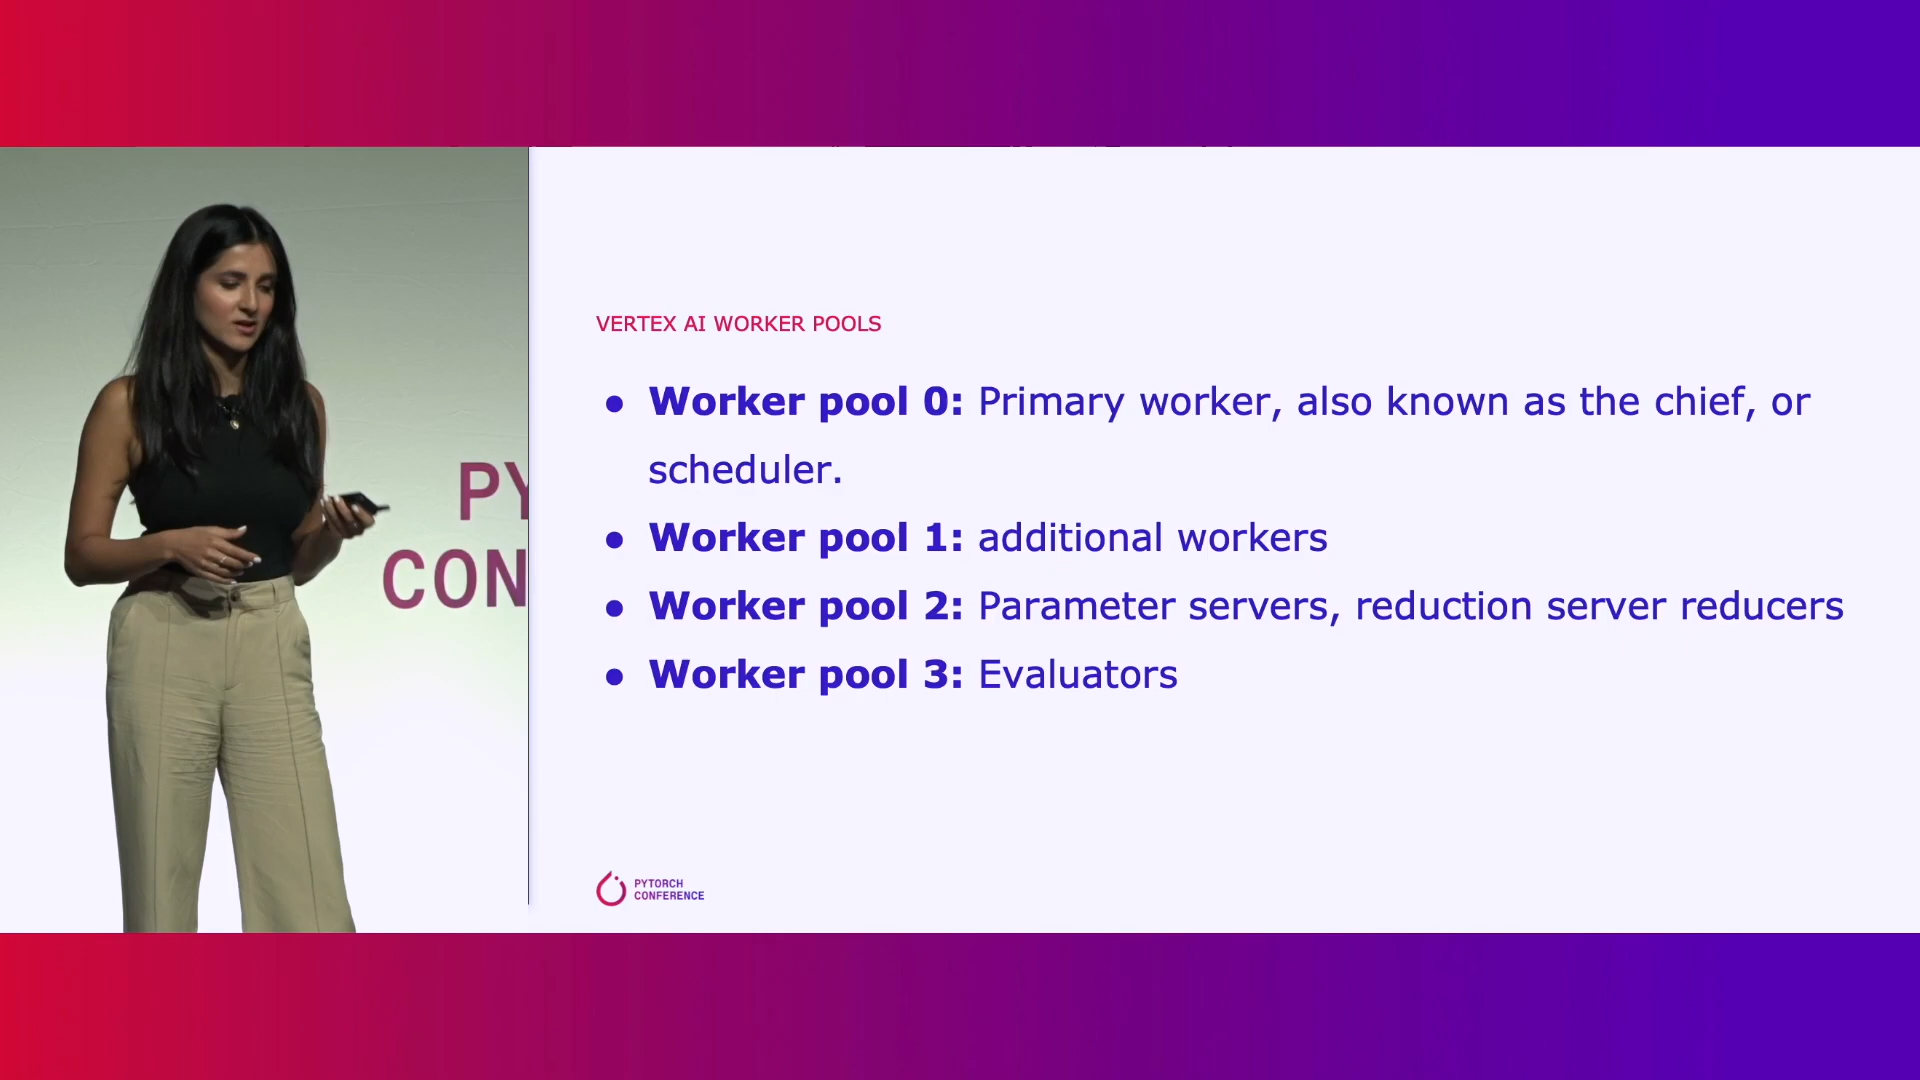 PY
CON
VERTEX AI WORKER POOLS
● Worker pool 0: Primary worker, also known as the chief, or
scheduler.
● Worker pool 1: additional workers
● Worker pool 2: Parameter servers, reduction server reducers
● Worker pool 3: Evaluators
PYTORCH
CONFERENCE